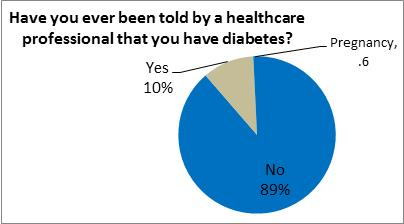 Have you ever been told by a healthcare
professional that you have diabetes?
Pregnancy,
.6
Yes
10%
No
89%